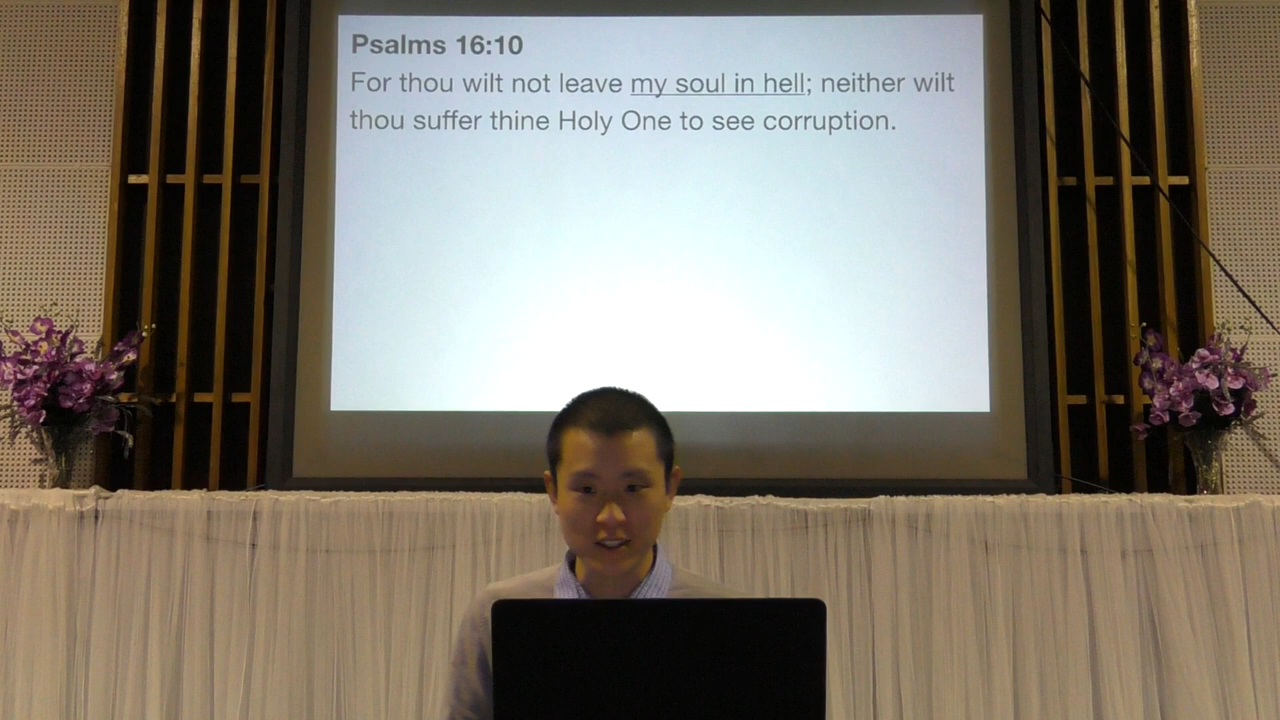 Psalms 16:10
For thou wilt not leave my soul in hell; neither wilt
thou suffer thine Holy One to see corruption.